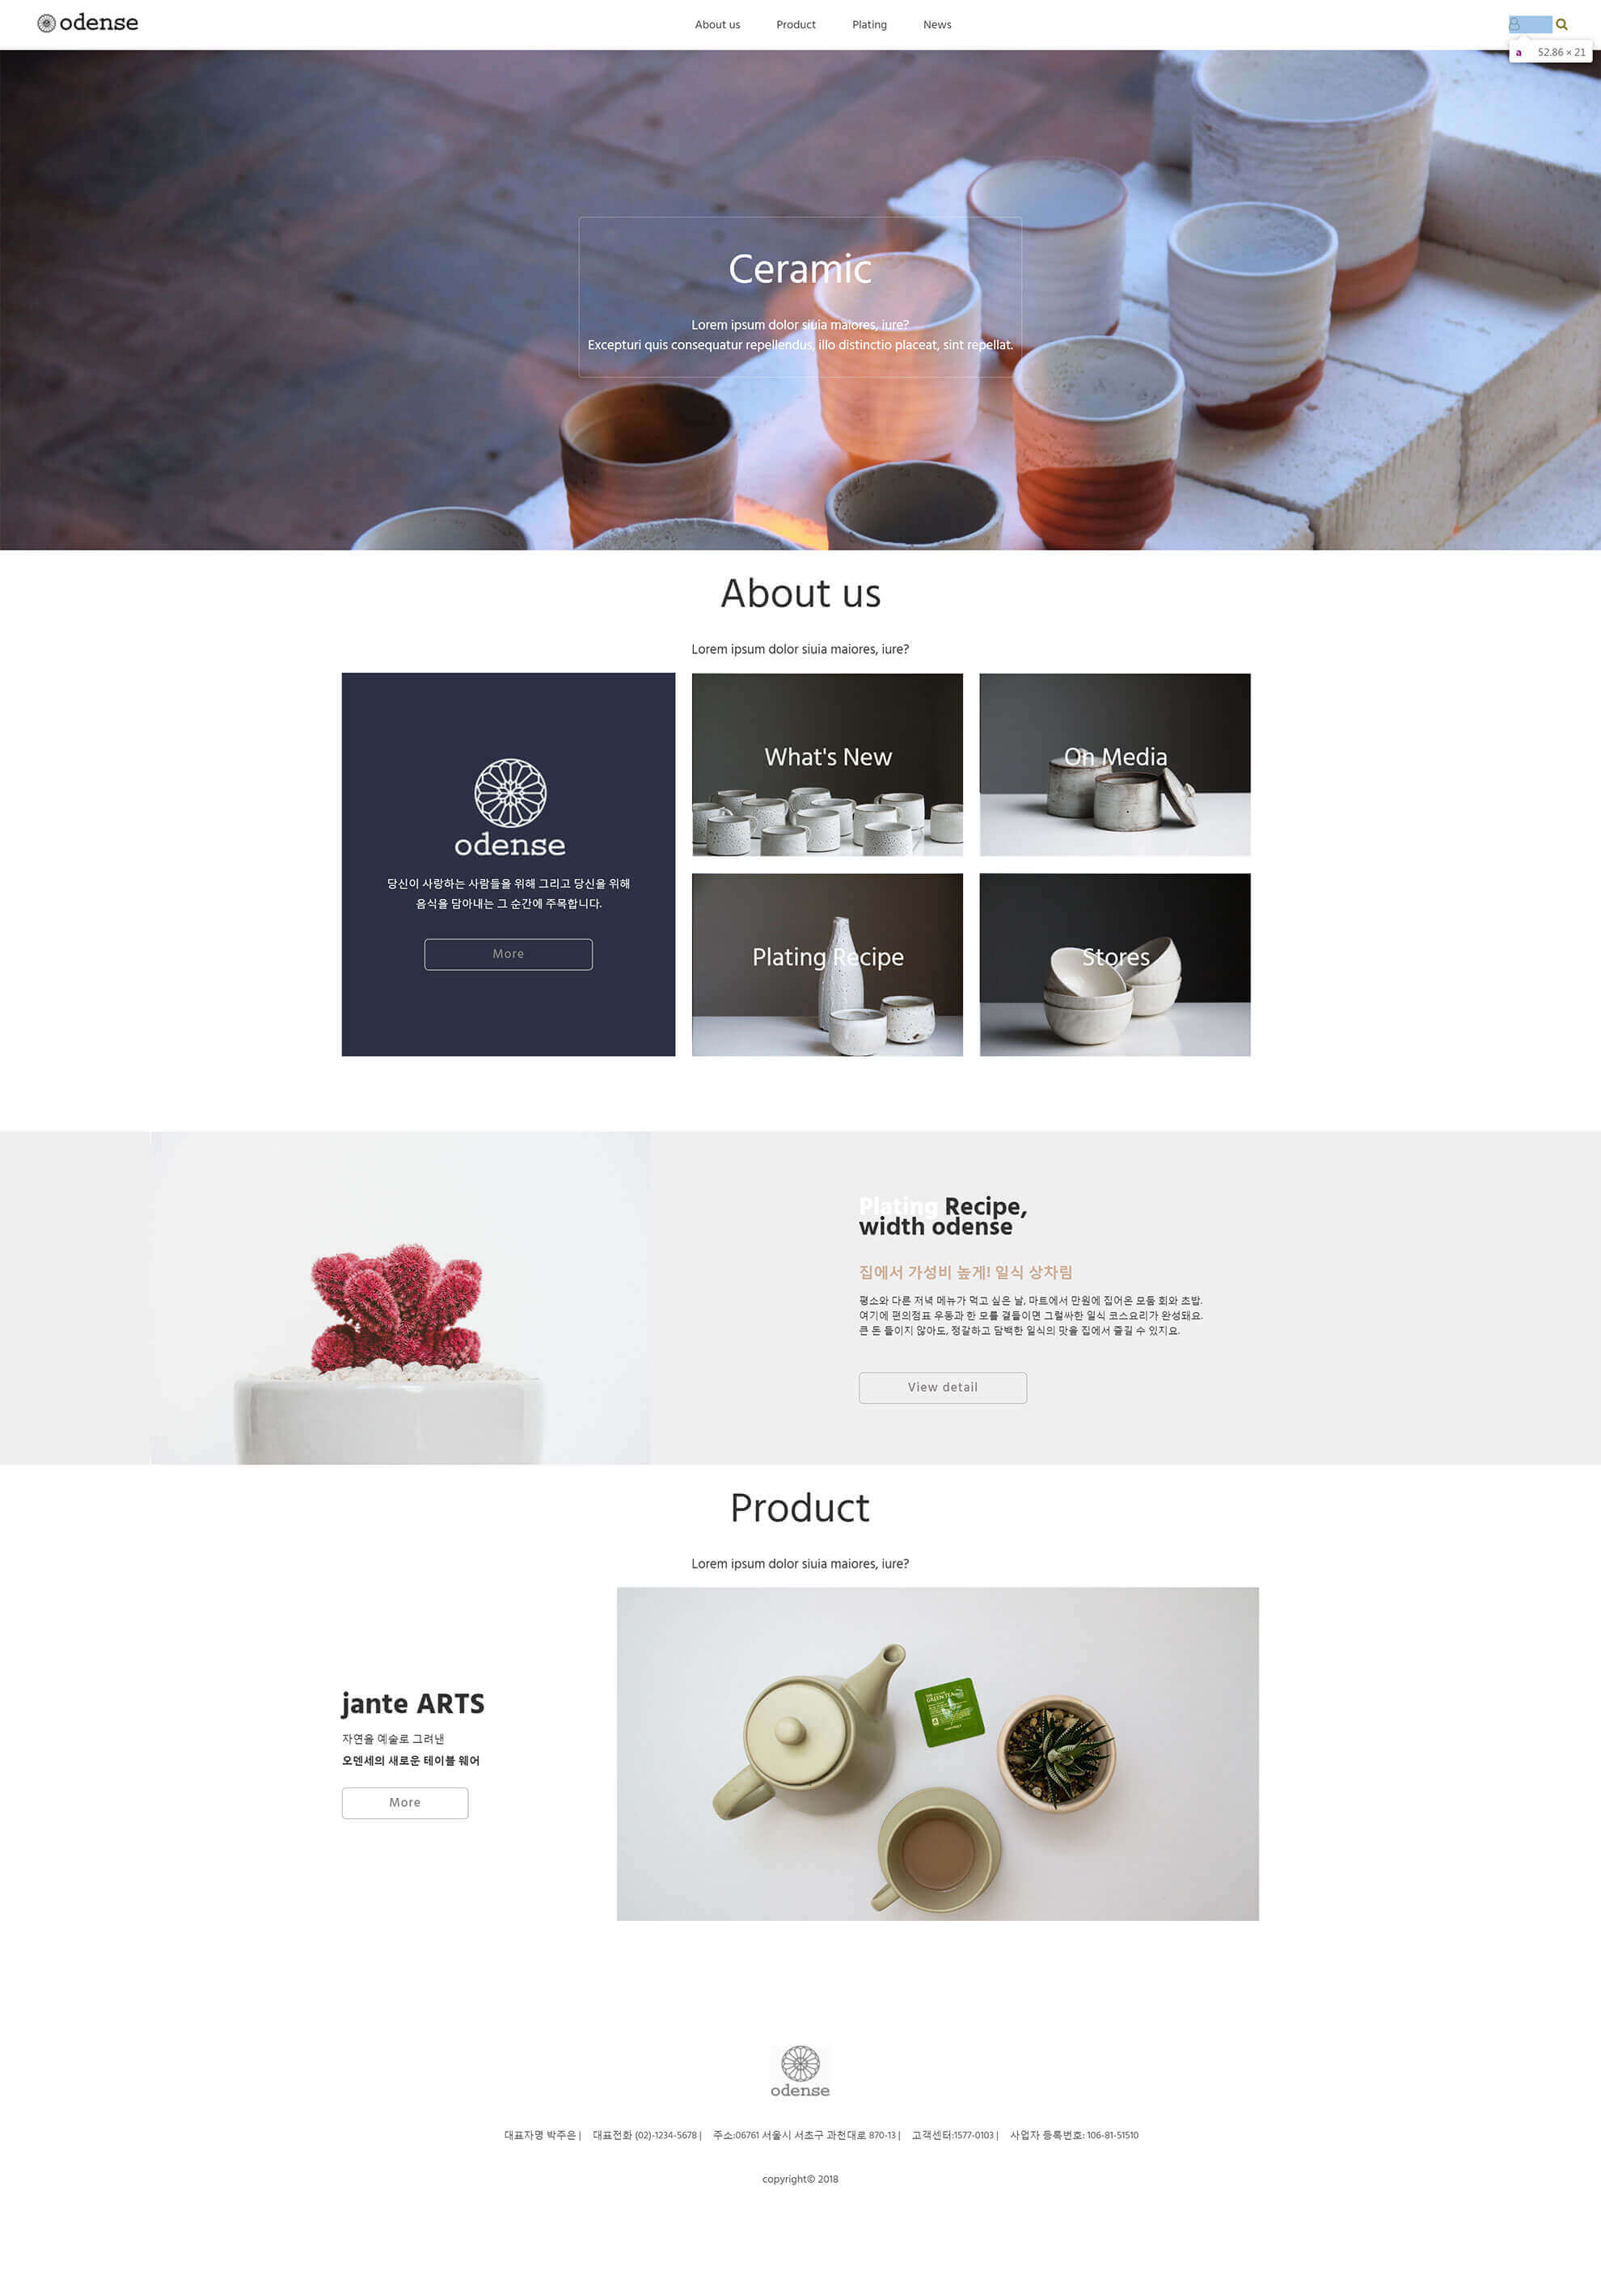 odense
About us
Product
Plating
News
a 52.86 × 21
Ceramic
Lorem ipsum dolor siuia maiores, iure?
Excepturi quis consequatur repellendus, illo distinctio placeat, sint repellat.
About us
Lorem ipsum dolor siuia maiores, iure?
odense
당신이 사랑하는 사람들을 위해 그리고 당신을 위해
음식을 담아내는 그 순간에 주목합니다.
More
What's New
On Media
Plating Recipe
Stores
Plating Recipe,
width odense
집에서 가성비 높게! 일식 상차림
평소와 다른 저녁 메뉴가 먹고 싶은 날, 마트에서 만원에 집어온 모둠 회와 초밥.
여기에 편의점표 우동과 한 모를 곁들이면 그럴싸한 일식 코스요리가 완성돼요.
큰 돈 들이지 않아도, 정갈하고 담백한 일식의 맛을 집에서 즐길 수 있지요.
View detail
Product
Lorem ipsum dolor siuia maiores, iure?
jante ARTS
자연을 예술로 그려낸
오덴세의 새로운 테이블 웨어
More
GREEN TEA
odense
대표자명 박주은 | 대표전화 (02)-1234-5678 | 주소:06761 서울시 서초구 과천대로 870-13 | 고객센터:1577-0103 | 사업자 등록번호: 106-81-51510
copyright© 2018